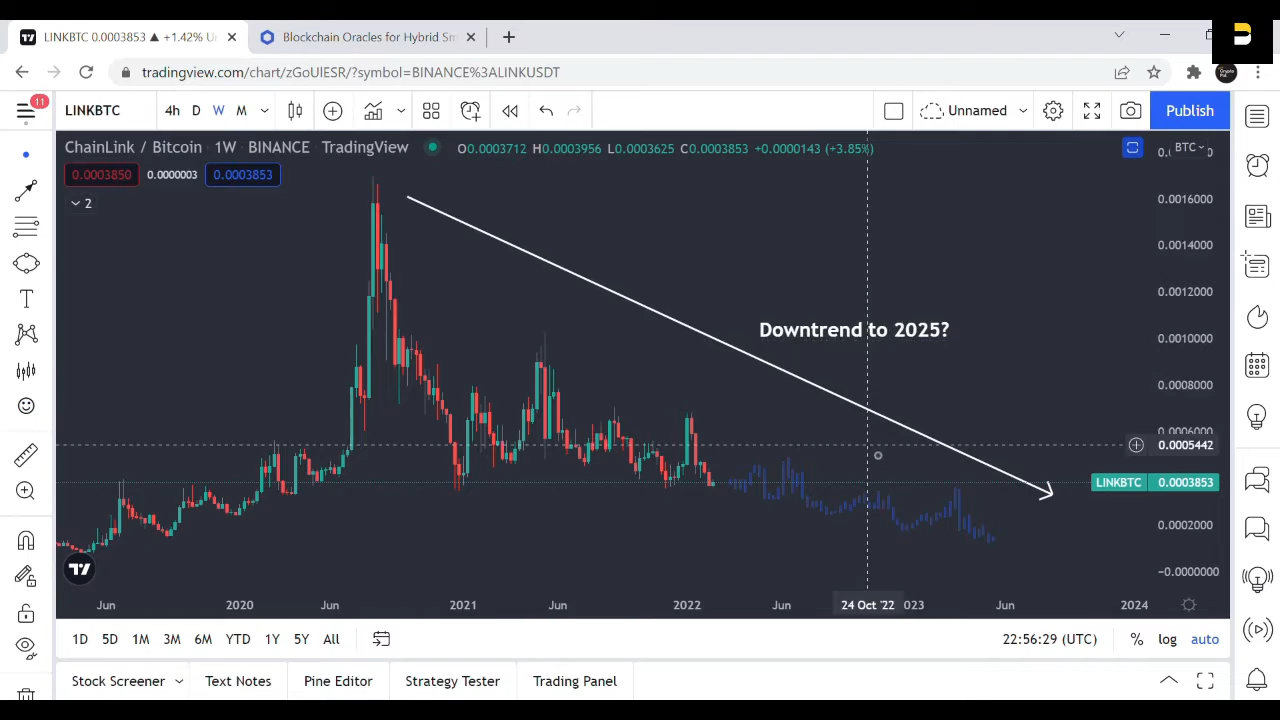 LINKBTC 0.0003853 ▲ +1.42% U
Blockchain Oracles for Hybrid Sm
tradingview.com/chart/zGoUlESR/?symbol=BINANCE%3ALINKUSDT
11
LINKBTC
4h D W M
Unnamed
Publish
ChainLink / Bitcoin 1W BINANCE TradingView
O0.0003712 H0.0003956 L0.0003625 C0.0003853 +0.0000143 (+3.85%)
BTC
0.0003850 0.0000003 0.0003853
2
0.0016000
0.0014000
0.0012000
0.0010000
0.0008000
0.0006000
0.0005442
LINKBTC 0.0003853
0.0002000
−0.0000000
Downtrend to 2025?
Jun 2020 Jun 2021 Jun 2022 Jun 24 Oct '22 023 Jun 2024
1D 5D 1M 3M 6M YTD 1Y 5Y All
22:56:29 (UTC) % log auto
Stock Screener Text Notes Pine Editor Strategy Tester Trading Panel